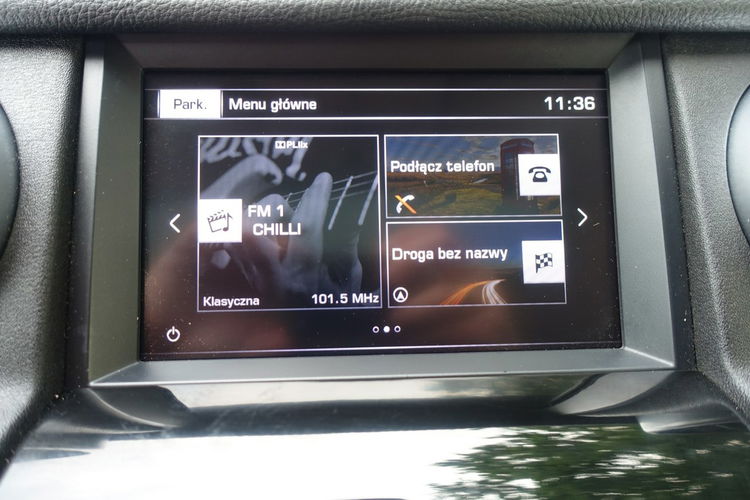 Park.
Menu główne
11:36
PLIIx
FM 1
CHILLI
Klasyczna
101.5 MHz
Podłącz telefon
Droga bez nazwy